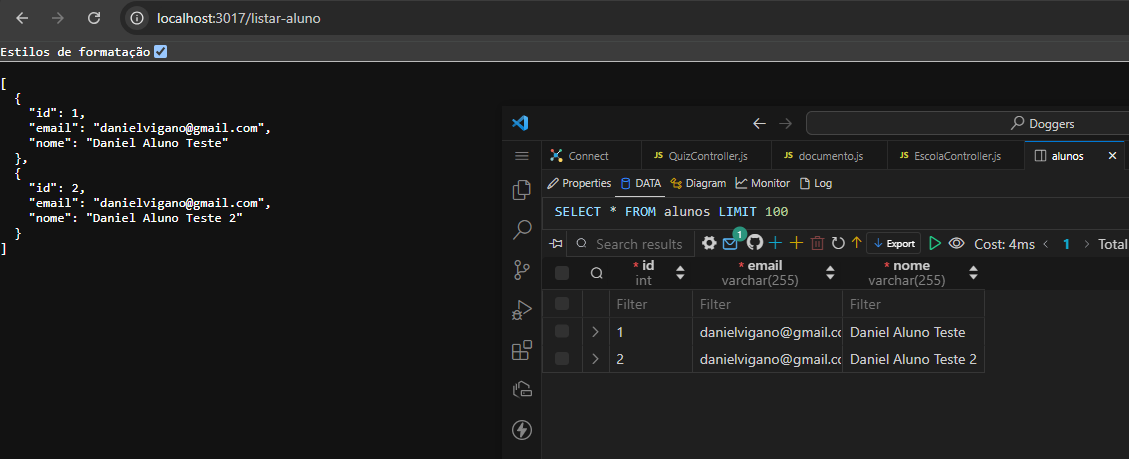 localhost:3017/listar-aluno
Estilos de formatação
[
  {
    "id": 1,
    "email": "danielvigano@gmail.com",
    "nome": "Daniel Aluno Teste"
  },
  {
    "id": 2,
    "email": "danielvigano@gmail.com",
    "nome": "Daniel Aluno Teste 2"
  }
]
Doggers
Connect JS QuizController.js JS documento.js JS EscolaController.js alunos
Properties DATA Diagram Monitor Log
SELECT * FROM alunos LIMIT 100
Search results 1 Export Cost: 4ms 1 Total
* id * email * nome
int varchar(255) varchar(255)
Filter Filter Filter
1 danielvigano@gmail.co Daniel Aluno Teste
2 danielvigano@gmail.co Daniel Aluno Teste 2